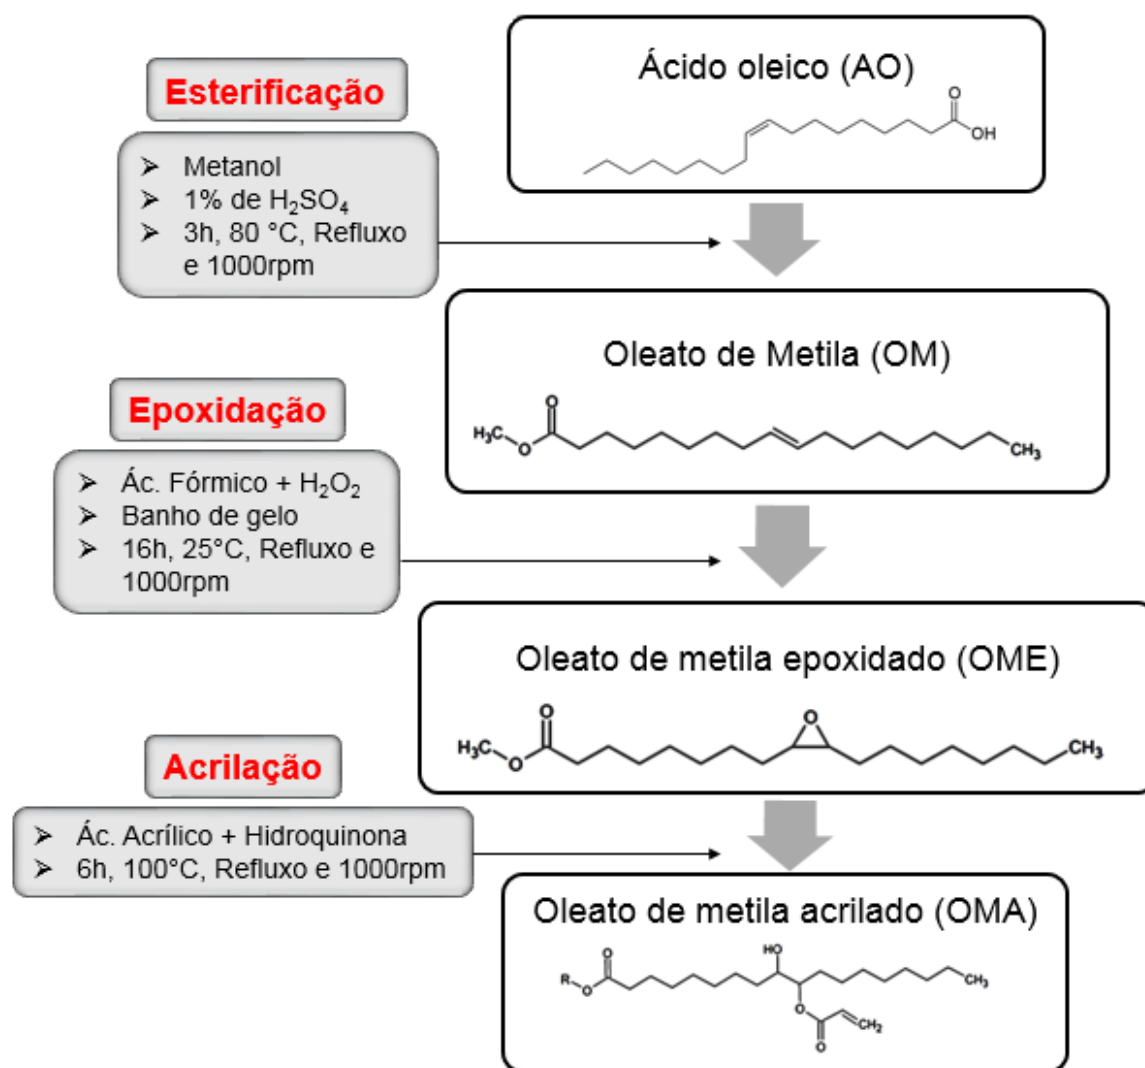 Ácido oleico (AO)
O
OH
Esterificação
➤ Metanol
➤ 1% de H₂SO₄
➤ 3h, 80 °C, Refluxo
e 1000rpm
Oleato de Metila (OM)
O
H₃C
O
CH₃
Epoxidação
➤ Ác. Fórmico + H₂O₂
➤ Banho de gelo
➤ 16h, 25°C, Refluxo e
1000rpm
Oleato de metila epoxidado (OME)
O
O
H₃C
O
CH₃
Acrilação
➤ Ác. Acrílico + Hidroquinona
➤ 6h, 100°C, Refluxo e 1000rpm
Oleato de metila acrilado (OMA)
O
HO
R
O
CH₃
O
CH₂
O